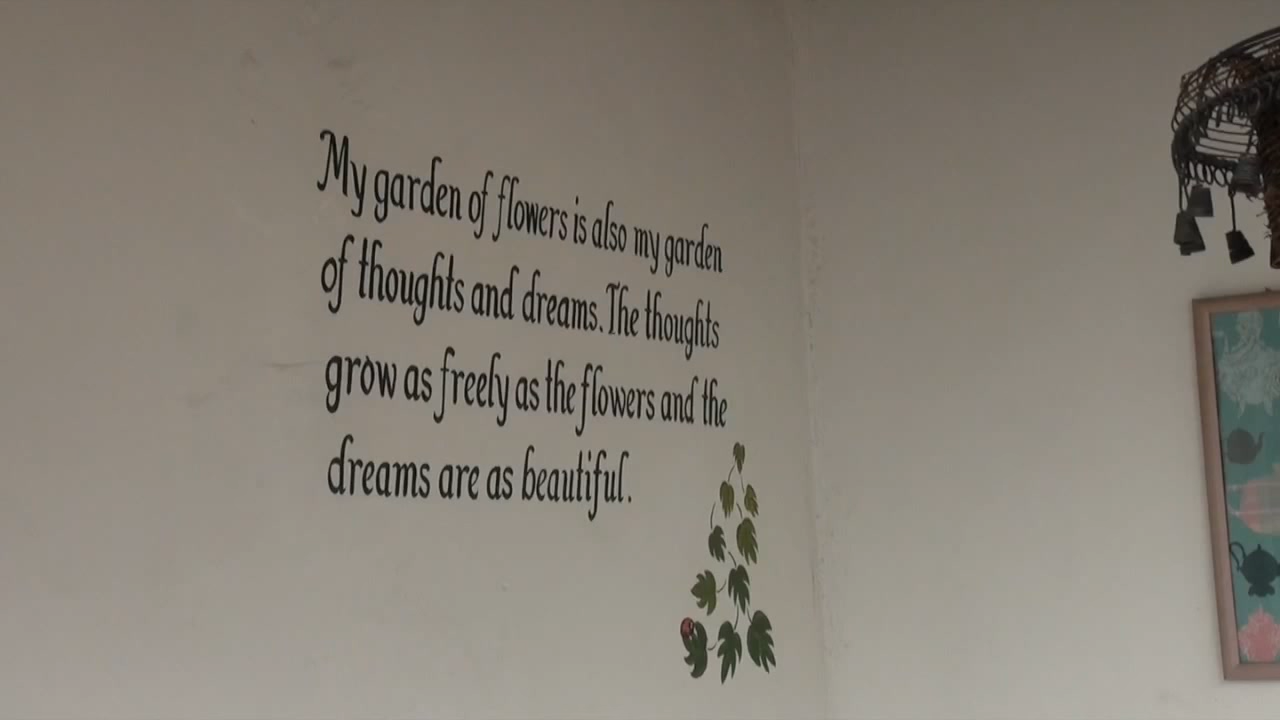 My garden of flowers is also my garden
of thoughts and dreams. The thoughts
grow as freely as the flowers and the
dreams are as beautiful.